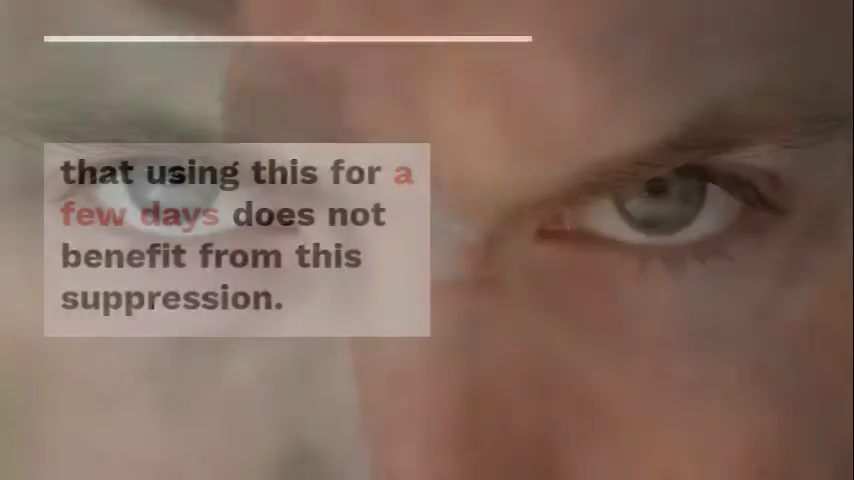 that using this for a
few days does not
benefit from this
suppression.